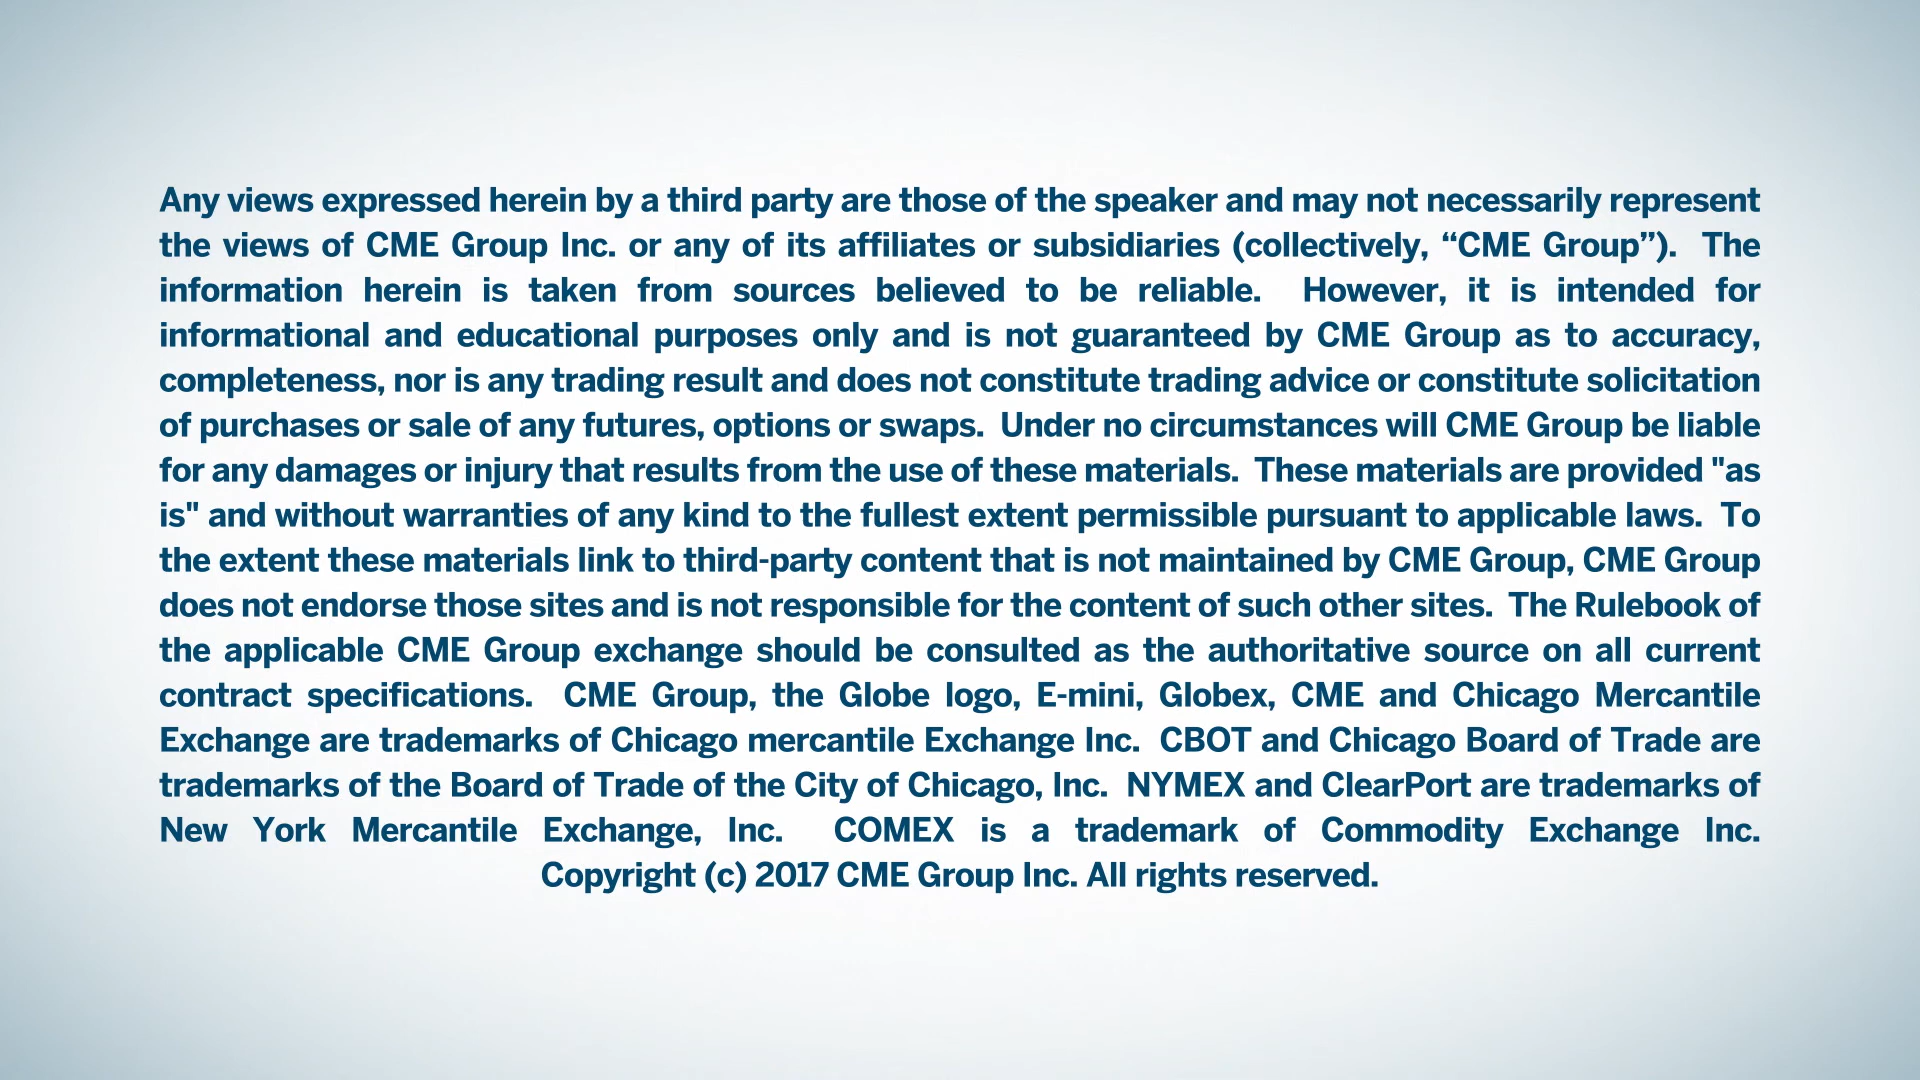 Any views expressed herein by a third party are those of the speaker and may not necessarily represent
the views of CME Group Inc. or any of its affiliates or subsidiaries (collectively, “CME Group”).  The
information herein is taken from sources believed to be reliable.  However, it is intended for
informational and educational purposes only and is not guaranteed by CME Group as to accuracy,
completeness, nor is any trading result and does not constitute trading advice or constitute solicitation
of purchases or sale of any futures, options or swaps.  Under no circumstances will CME Group be liable
for any damages or injury that results from the use of these materials.  These materials are provided "as
is" and without warranties of any kind to the fullest extent permissible pursuant to applicable laws.  To
the extent these materials link to third-party content that is not maintained by CME Group, CME Group
does not endorse those sites and is not responsible for the content of such other sites.  The Rulebook of
the applicable CME Group exchange should be consulted as the authoritative source on all current
contract specifications.  CME Group, the Globe logo, E-mini, Globex, CME and Chicago Mercantile
Exchange are trademarks of Chicago mercantile Exchange Inc.  CBOT and Chicago Board of Trade are
trademarks of the Board of Trade of the City of Chicago, Inc.  NYMEX and ClearPort are trademarks of
New York Mercantile Exchange, Inc.  COMEX is a trademark of Commodity Exchange Inc.
Copyright (c) 2017 CME Group Inc. All rights reserved.